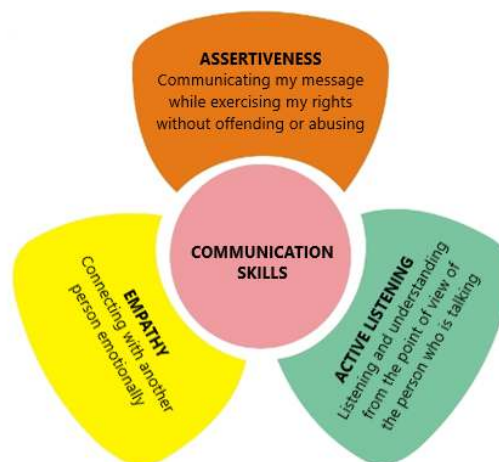 ASSERTIVENESS
Communicating my message
while exercising my rights
without offending or abusing
COMMUNICATION
SKILLS
EMPATHY
Connecting with another
person emotionally
ACTIVE LISTENING
Listening and understanding
from the point of view of
the person who is talking